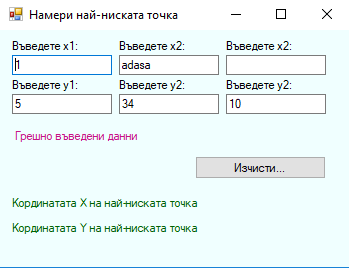 Намери най-ниската точка
Въведете x1: Въведете x2: Въведете x2:
1 adasa
Въведете y1: Въведете y2: Въведете y2:
5 34 10
Грешно въведени данни
Изчисти...
Кординатата X на най-ниската точка
Кординатата Y на най-ниската точка